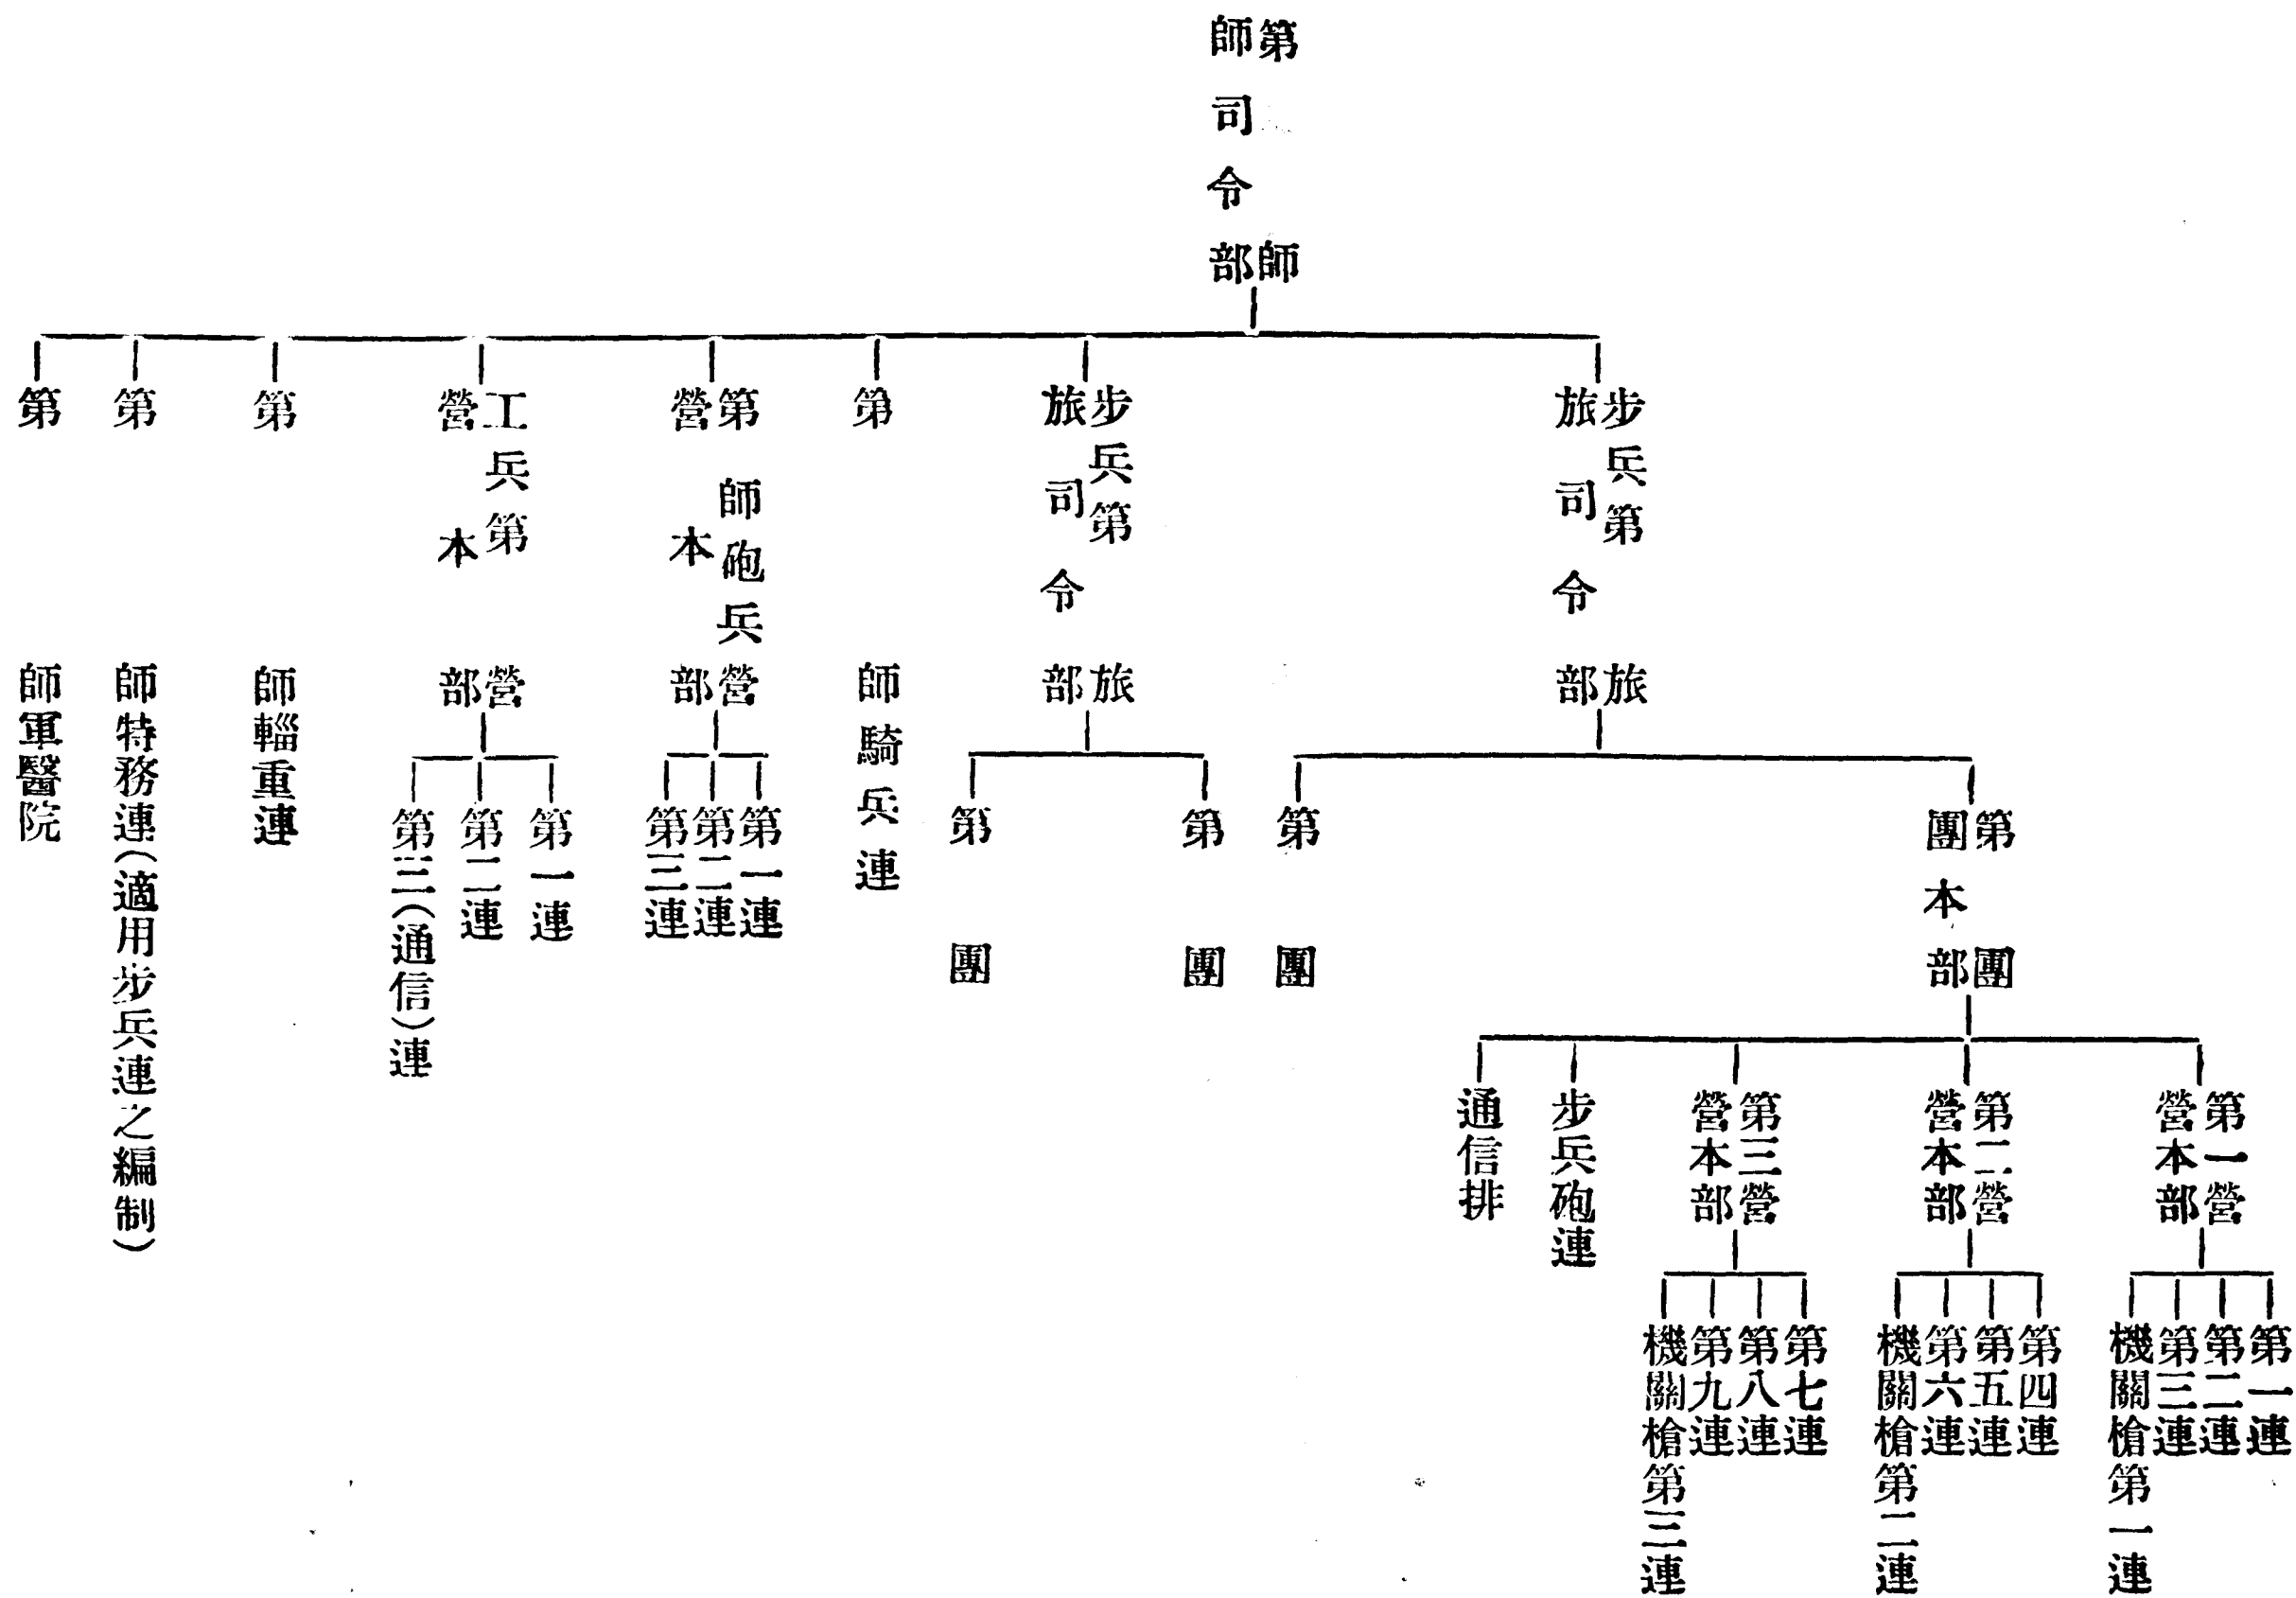 第師
師司令部
步兵第旅
旅司令部
第團
團本部
第一營
營本部
第一連
第二連
第三連
機關槍第一連
第二營
營本部
第四連
第五連
第六連
機關槍第二連
第三營
營本部
第七連
第八連
第九連
機關槍第三連
步兵砲連
通信排
第團
步兵第旅
旅司令部
第團
第團
第師騎兵連
第師砲兵營
營本部
第一連
第二連
第三連
工兵第營
營本部
第一連
第二連
第三(通信)連
第師輜重連
第師特務連(適用步兵連之編制)
第師軍醫院